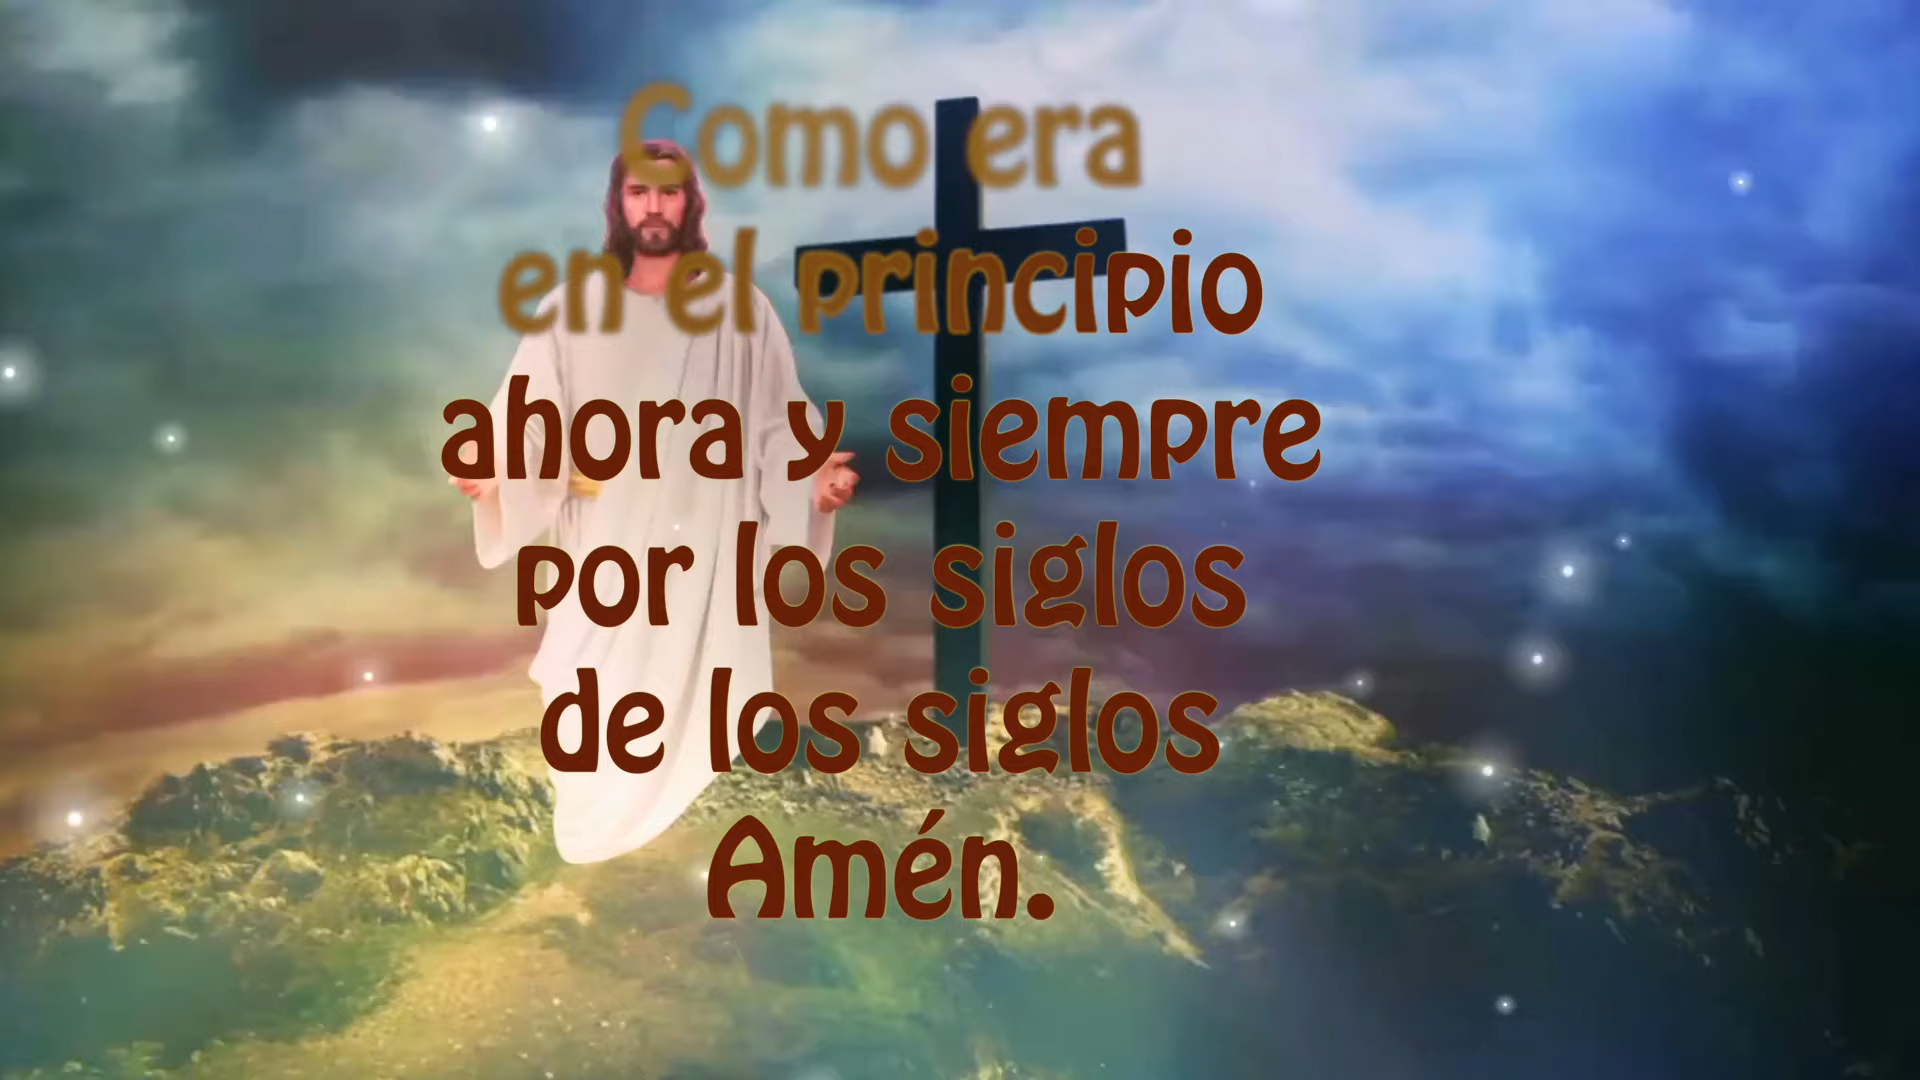 Como era
en el principio
ahora y siempre
por los siglos
de los siglos
Amén.